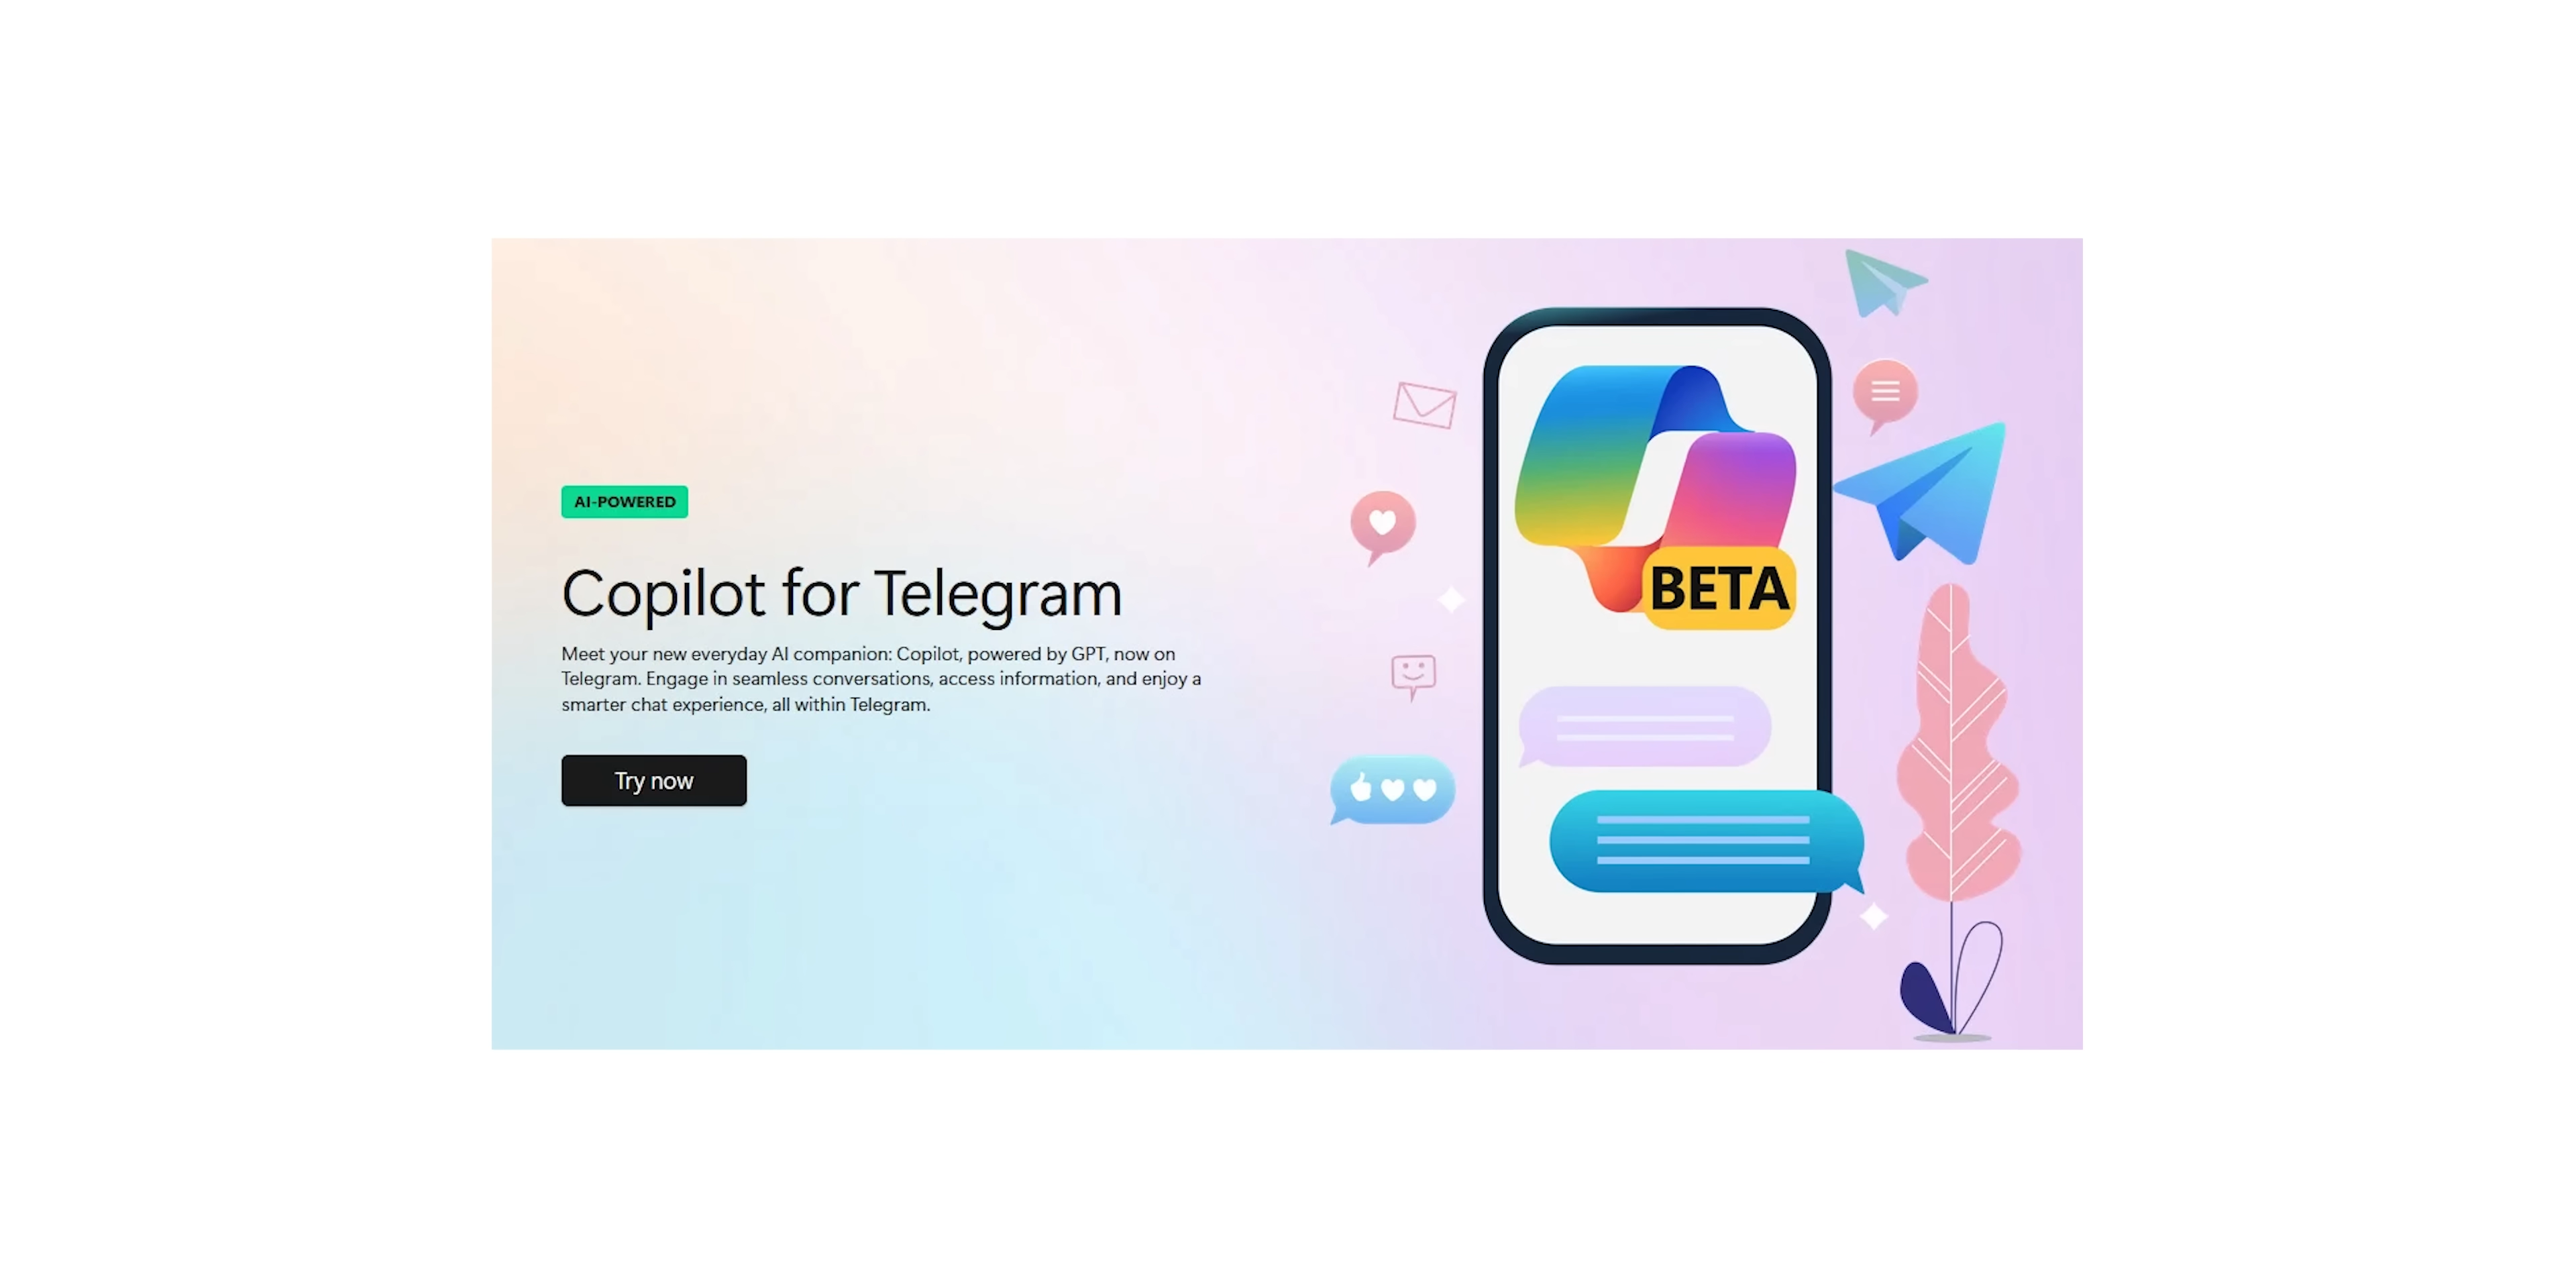 AI-POWERED
Copilot for Telegram
Meet your new everyday AI companion: Copilot, powered by GPT, now on
Telegram. Engage in seamless conversations, access information, and enjoy a
smarter chat experience, all within Telegram.
Try now
BETA